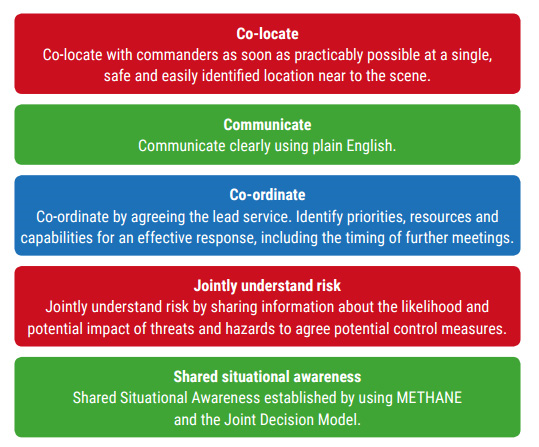 Co-locate
Co-locate with commanders as soon as practicably possible at a single,
safe and easily identified location near to the scene.
Communicate
Communicate clearly using plain English.
Co-ordinate
Co-ordinate by agreeing the lead service. Identify priorities, resources and
capabilities for an effective response, including the timing of further meetings.
Jointly understand risk
Jointly understand risk by sharing information about the likelihood and
potential impact of threats and hazards to agree potential control measures.
Shared situational awareness
Shared Situational Awareness established by using METHANE
and the Joint Decision Model.